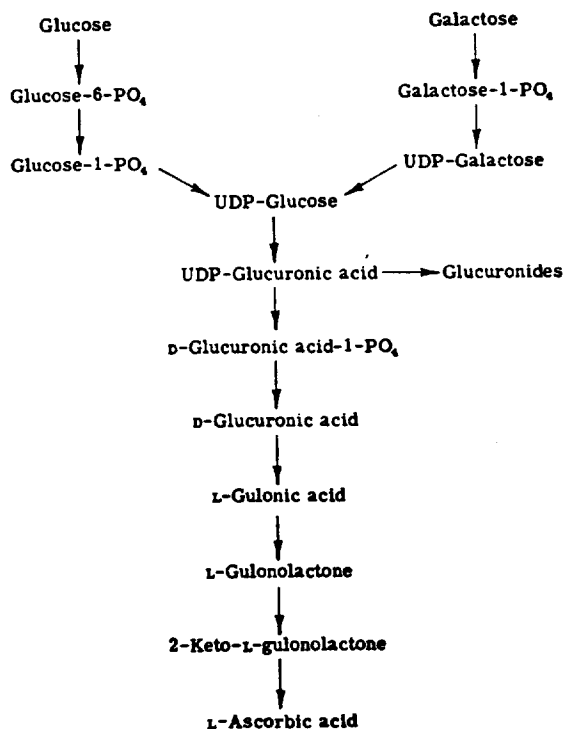 Glucose
Galactose
Glucose-6-PO₄
Galactose-1-PO₄
Glucose-1-PO₄
UDP-Galactose
UDP-Glucose
UDP-Glucuronic acid
Glucuronides
D-Glucuronic acid-1-PO₄
D-Glucuronic acid
L-Gulonic acid
L-Gulonolactone
2-Keto-L-gulonolactone
L-Ascorbic acid